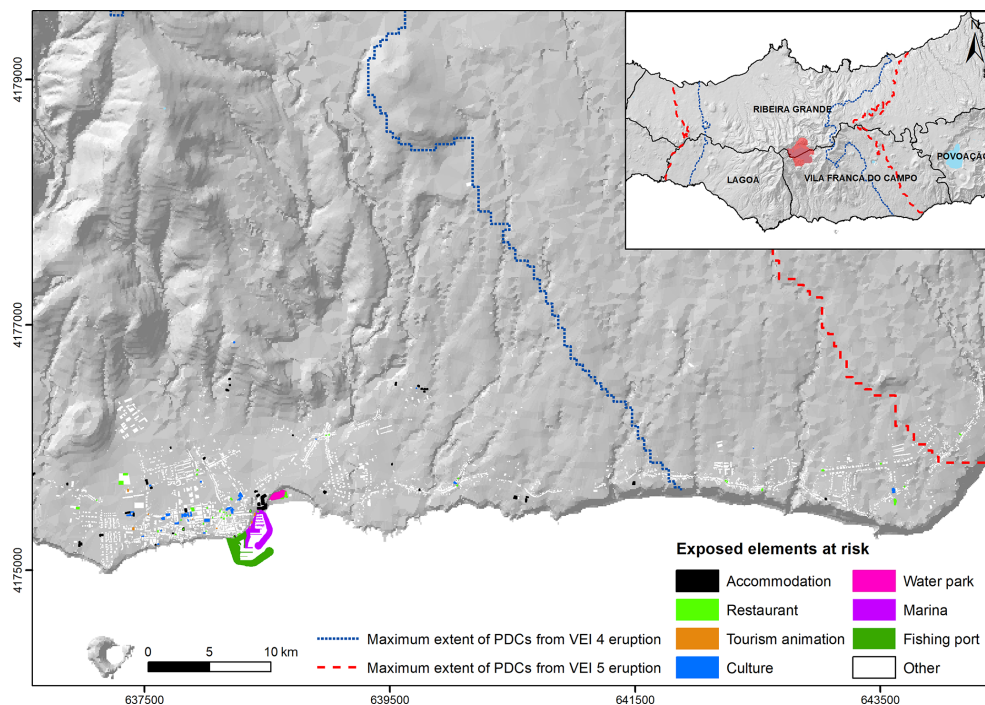 4179000
4177000
4175000
N
RIBEIRA GRANDE
POVOAÇÃO
LAGOA
VILA FRANCA DO CAMPO
Exposed elements at risk
Accommodation
Water park
Restaurant
Marina
Tourism animation
Fishing port
Culture
Other
Maximum extent of PDCs from VEI 4 eruption
0 5 10 km
Maximum extent of PDCs from VEI 5 eruption
637500 639500 641500 643500